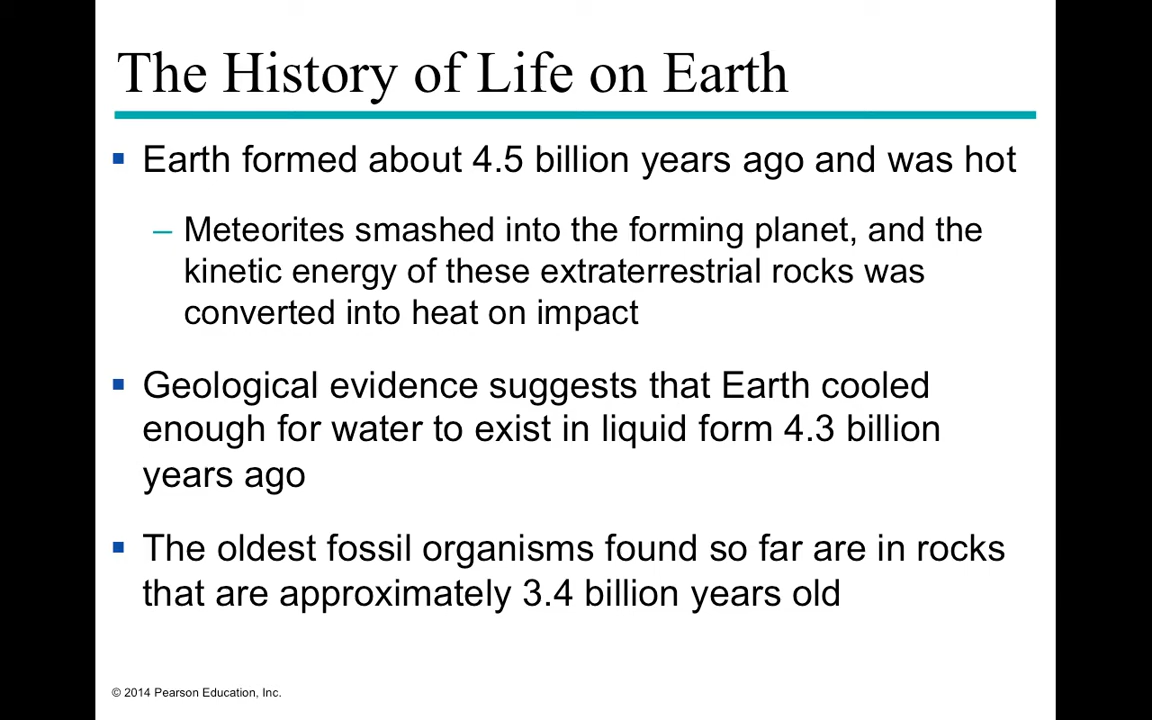 The History of Life on Earth
▪ Earth formed about 4.5 billion years ago and was hot
– Meteorites smashed into the forming planet, and the
kinetic energy of these extraterrestrial rocks was
converted into heat on impact
▪ Geological evidence suggests that Earth cooled
enough for water to exist in liquid form 4.3 billion
years ago
▪ The oldest fossil organisms found so far are in rocks
that are approximately 3.4 billion years old
© 2014 Pearson Education, Inc.